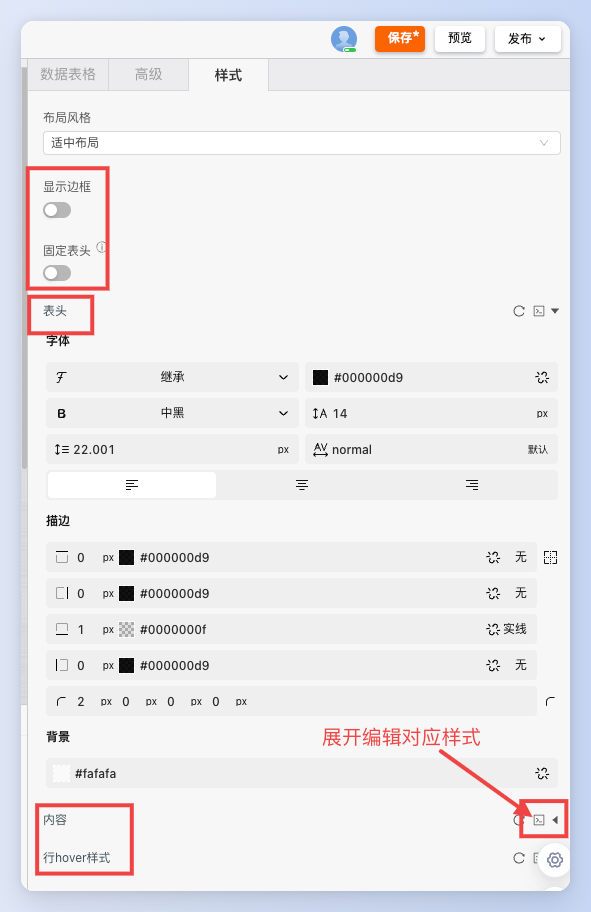 保存*
预览
发布
数据表格
高级
样式
布局风格
适中布局
显示边框
固定表头
表头
字体
继承
#000000d9
B
中黑
14
px
22.001
px
AV
normal
默认
描边
0 px #000000d9 无
0 px #000000d9 无
1 px #0000000f 实线
0 px #000000d9 无
2 px 0 px 0 px 0 px
背景
展开编辑对应样式
#fafafa
内容
行hover样式